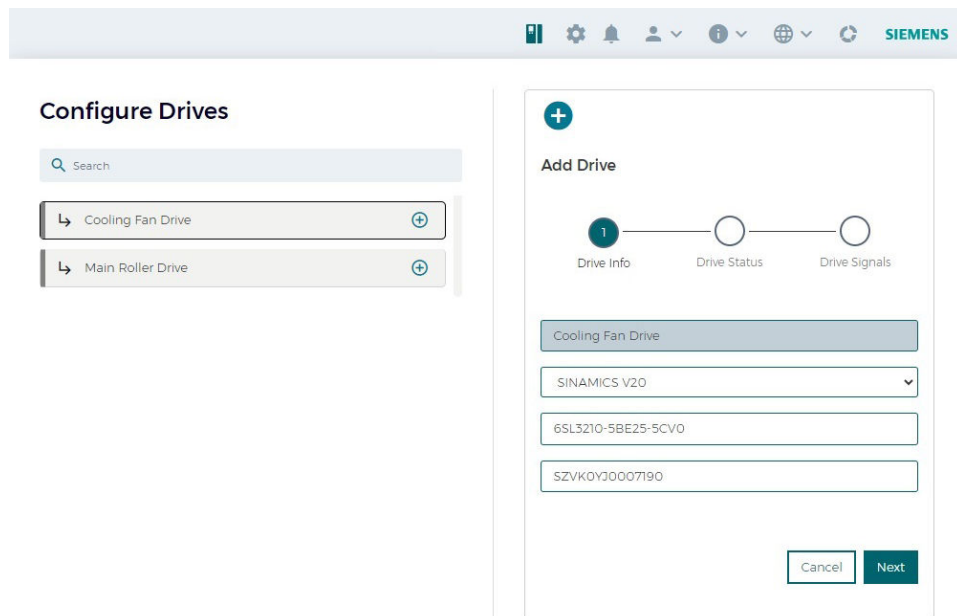 SIEMENS
Configure Drives
Search
Cooling Fan Drive
Main Roller Drive
Add Drive
1
Drive Info
Drive Status
Drive Signals
Cooling Fan Drive
SINAMICS V20
6SL3210-5BE25-5CV0
SZVK0YJ0007190
Cancel
Next